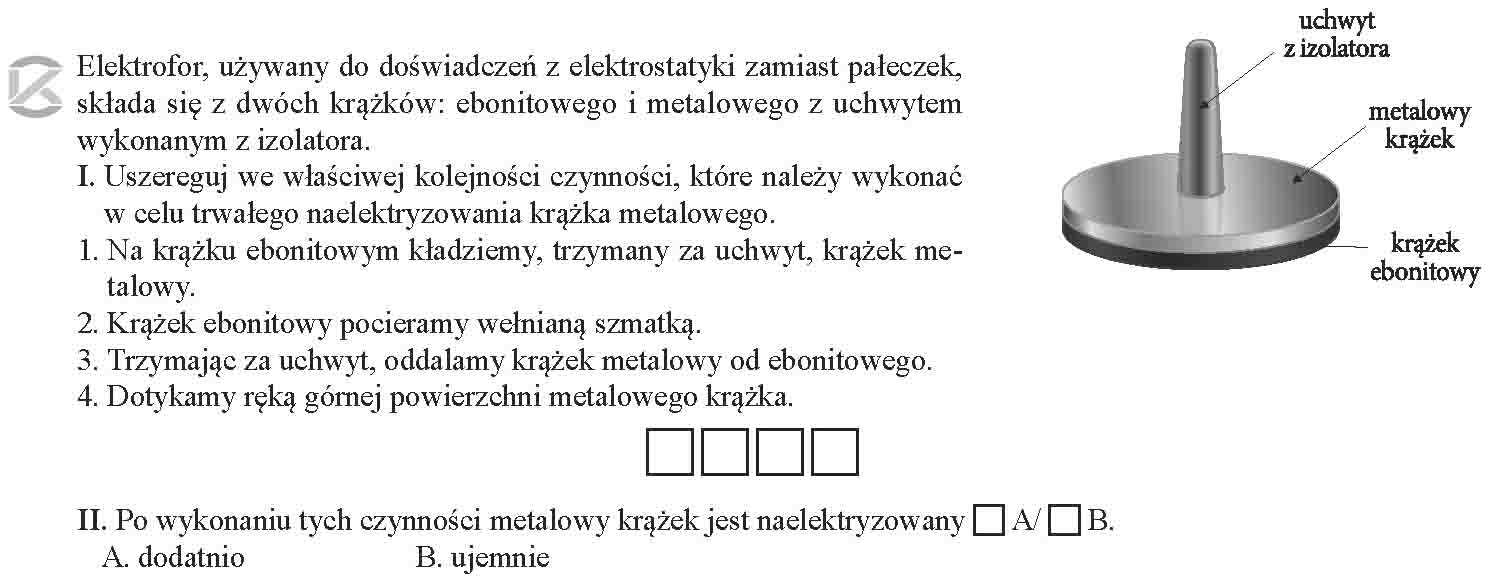 uchwyt
z izolatora
metalowy
krążek
krążek
ebonitowy
Elektrofor, używany do doświadczeń z elektrostatyki zamiast pałeczek,
składa się z dwóch krążków: ebonitowego i metalowego z uchwytem
wykonanym z izolatora.
I. Uszereguj we właściwej kolejności czynności, które należy wykonać
w celu trwałego naelektryzowania krążka metalowego.
1. Na krążku ebonitowym kładziemy, trzymany za uchwyt, krążek me-
talowy.
2. Krążek ebonitowy pocieramy wełnianą szmatką.
3. Trzymając za uchwyt, oddalamy krążek metalowy od ebonitowego.
4. Dotykamy ręką górnej powierzchni metalowego krążka.
II. Po wykonaniu tych czynności metalowy krążek jest naelektryzowany □ A/ □ B.
A. dodatnio B. ujemnie